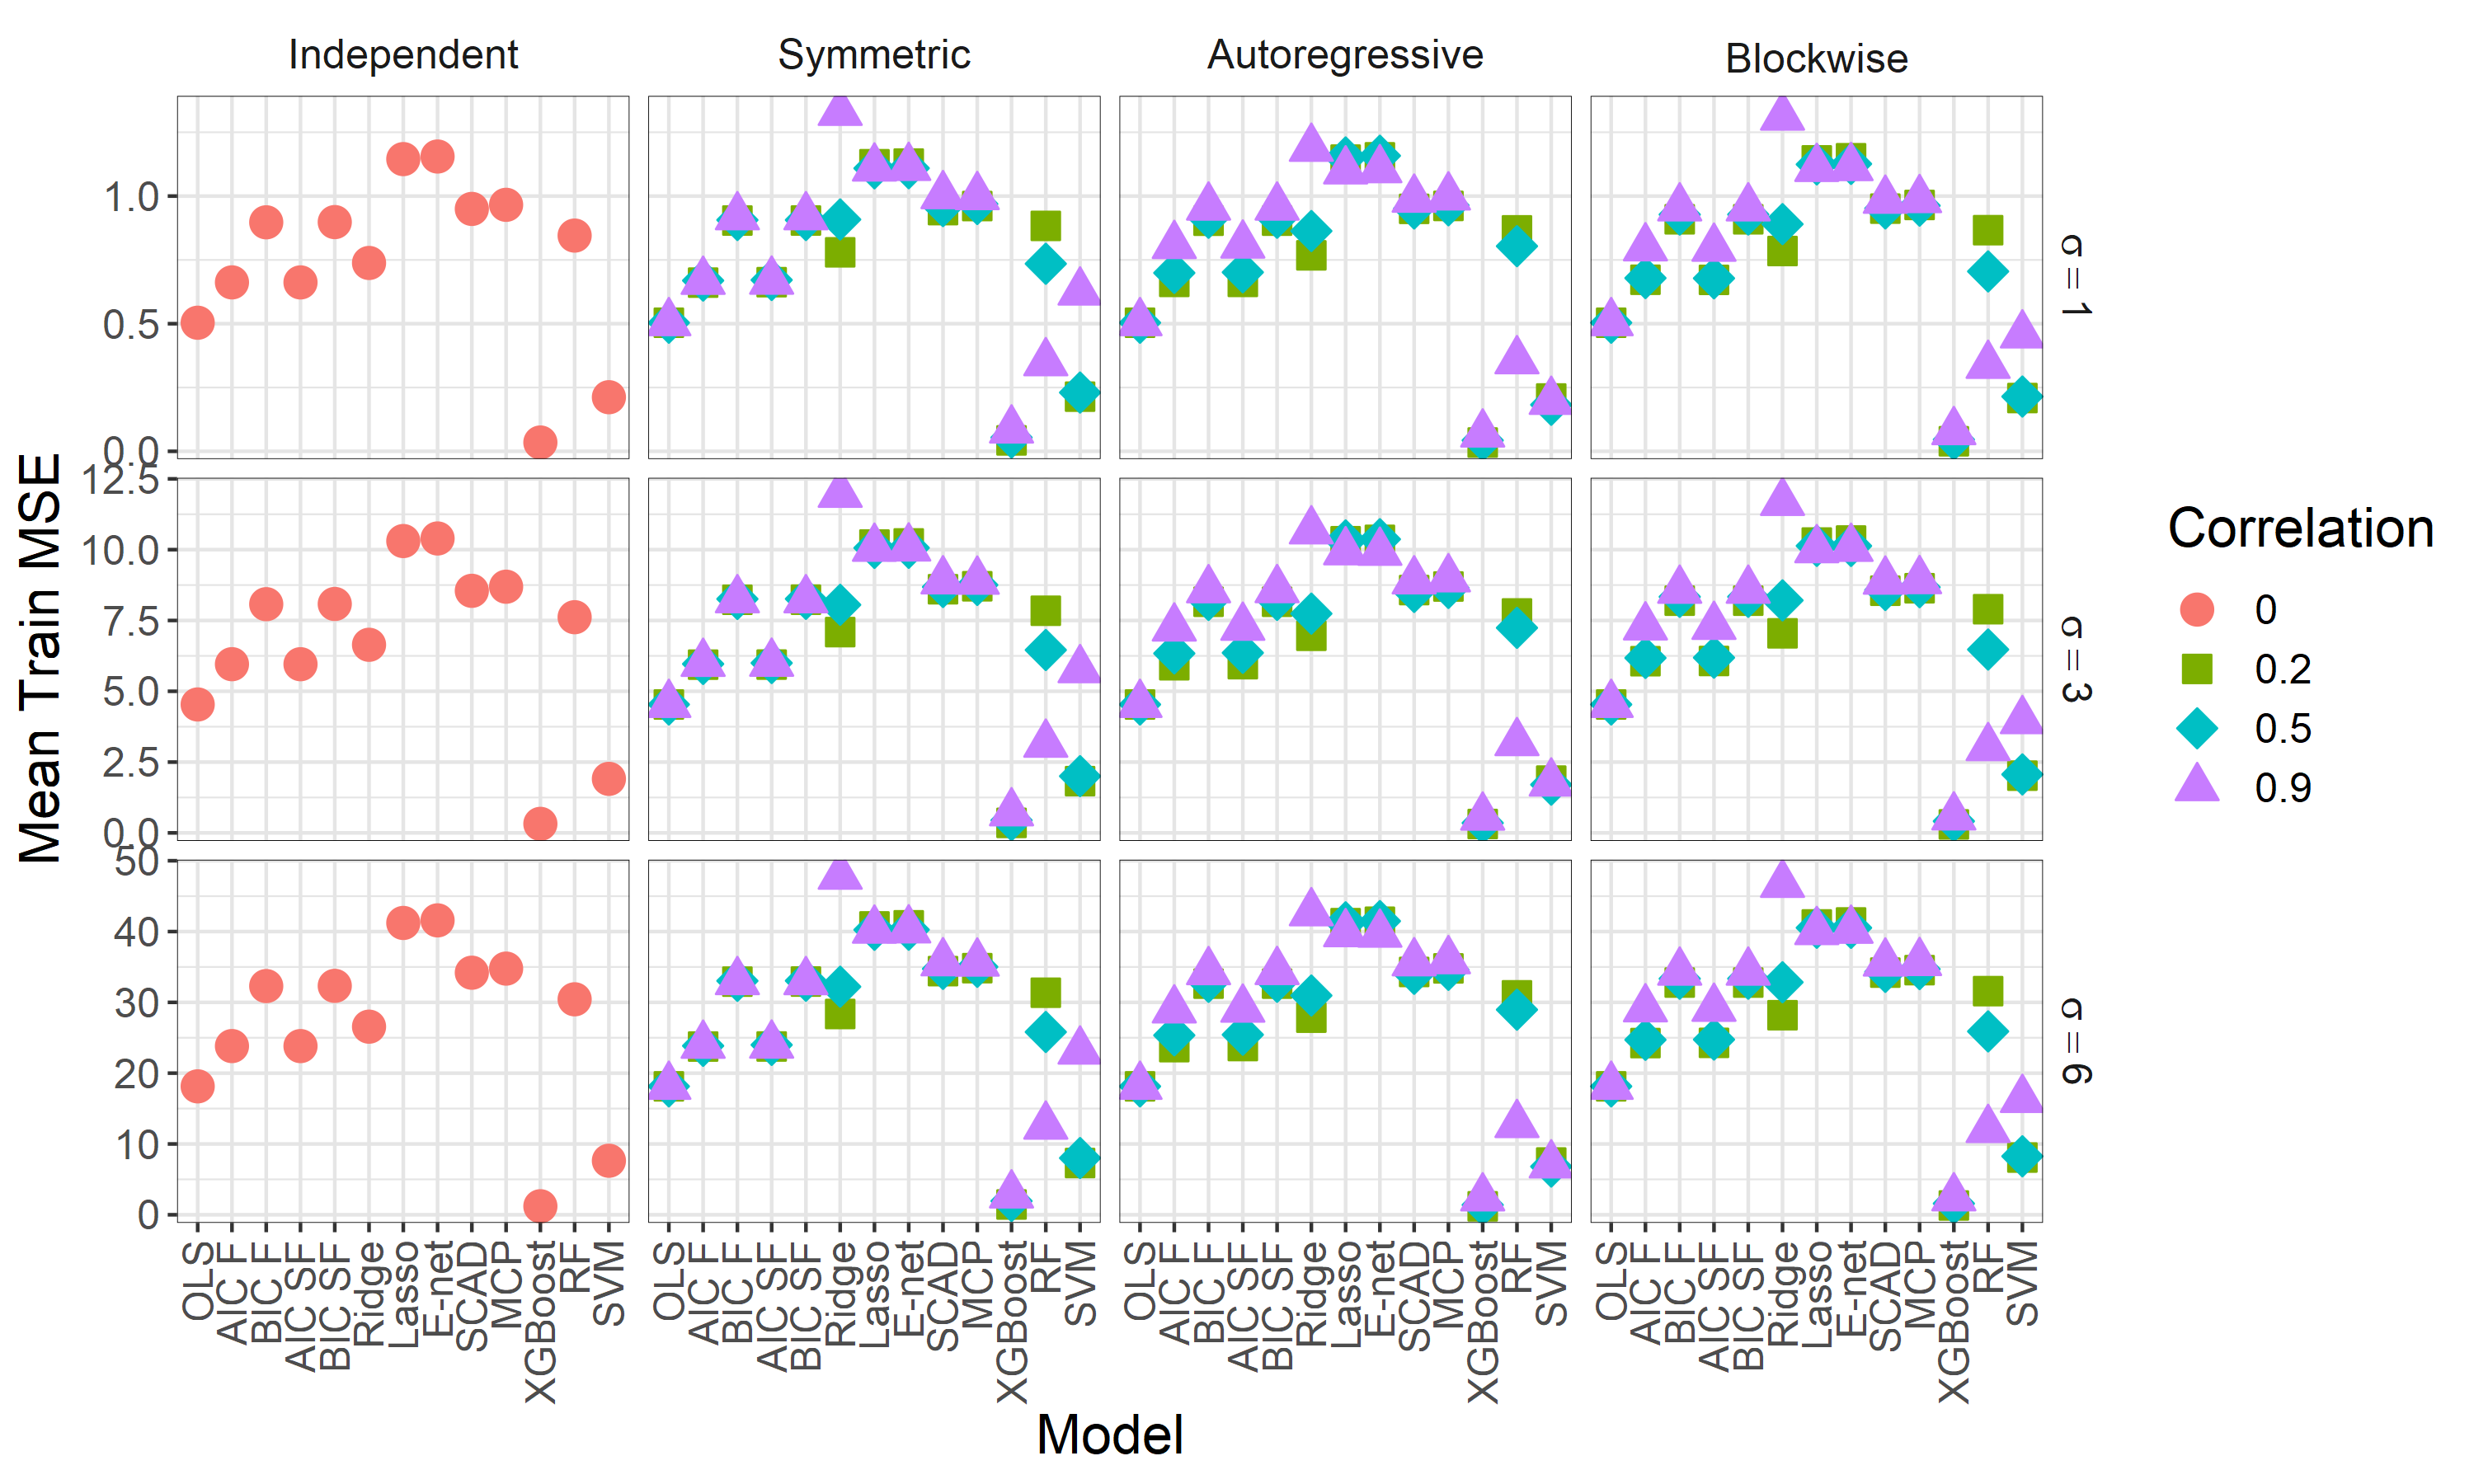 Independent Symmetric Autoregressive Blockwise
Mean Train MSE
1.0
0.5
0.0
σ = 1
12.5
10.0
7.5
5.0
2.5
0.0
σ = 3
50
40
30
20
10
0
σ = 6
OLS AIC F BIC F AIC SF BIC SF Ridge Lasso E-net SCAD MCP XGBoost RF SVM
OLS AIC F BIC F AIC SF BIC SF Ridge Lasso E-net SCAD MCP XGBoost RF SVM
OLS AIC F BIC F AIC SF BIC SF Ridge Lasso E-net SCAD MCP XGBoost RF SVM
OLS AIC F BIC F AIC SF BIC SF Ridge Lasso E-net SCAD MCP XGBoost RF SVM
Model
Correlation
0
0.2
0.5
0.9